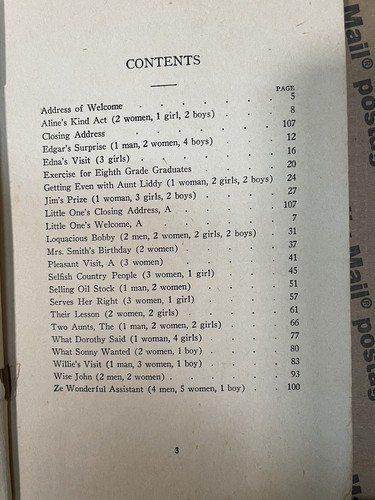 CONTENTS
PAGE
Address of Welcome . . . . . . . 5
Aline's Kind Act (2 women, 1 girl, 2 boys) . . . 8
Closing Address . . . . . . . 107
Edgar's Surprise (1 man, 2 women, 4 boys) . . . 12
Edna's Visit (3 girls) . . . . . . 16
Exercise for Eighth Grade Graduates . . . . 20
Getting Even with Aunt Liddy (1 woman, 2 girls, 2 boys) 24
Jim's Prize (1 woman, 3 girls, 2 boys) . . . . 27
Little One's Closing Address, A . . . . . 107
Little One's Welcome, A . . . . . . 7
Loquacious Bobby (2 men, 2 women, 2 girls, 2 boys) . 31
Mrs. Smith's Birthday (2 women) . . . . . 37
Pleasant Visit, A (3 women) . . . . . 41
Selfish Country People (3 women, 1 girl) . . . 45
Selling Oil Stock (1 man, 2 women) . . . . 51
Serves Her Right (3 women, 1 girl) . . . . 57
Their Lesson (2 women, 2 girls) . . . . . 61
Two Aunts, The (1 man, 2 women, 2 girls) . . . 66
What Dorothy Said (1 woman, 4 girls) . . . . 77
What Sonny Wanted (2 women, 1 boy) . . . . 80
Willie's Visit (1 man, 3 women, 1 boy) . . . . 83
Wise John (2 men, 2 women) . . . . . 93
Ze Wonderful Assistant (4 men, 5 women, 1 boy) . . 100
3
Mail® postag
Mail® postag